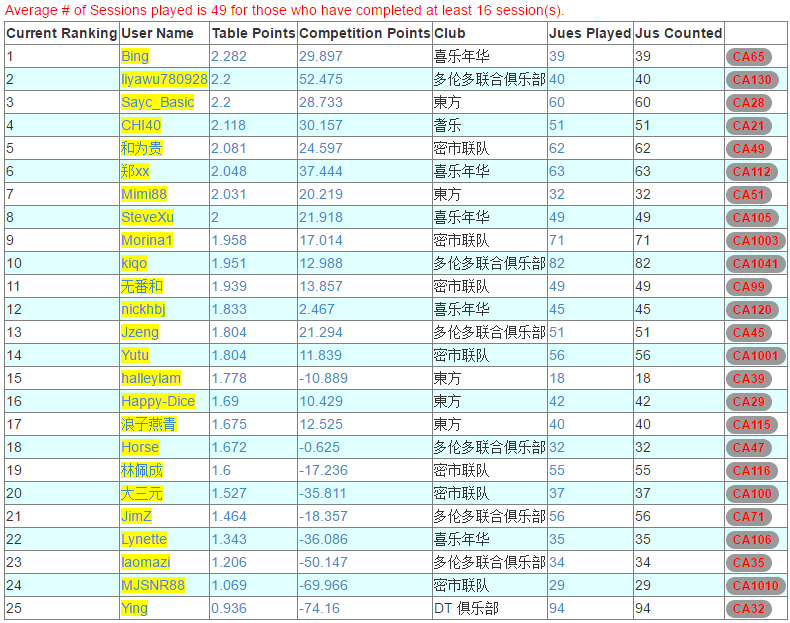 Average # of Sessions played is 49 for those who have completed at least 16 session(s).
Current Ranking User Name Table Points Competition Points Club Jues Played Jus Counted
1 Bing 2.282 29.897 喜乐年华 39 39 CA65
2 liyawu780928 2.2 52.475 多伦多联合俱乐部 40 40 CA130
3 Sayc_Basic 2.2 28.733 東方 60 60 CA28
4 CHI40 2.118 30.157 耆乐 51 51 CA21
5 和为贵 2.081 24.597 密市联队 62 62 CA49
6 郑xx 2.048 37.444 喜乐年华 63 63 CA112
7 Mimi88 2.031 20.219 東方 32 32 CA51
8 SteveXu 2 21.918 喜乐年华 49 49 CA105
9 Morina1 1.958 17.014 密市联队 71 71 CA1003
10 kiqo 1.951 12.988 多伦多联合俱乐部 82 82 CA1041
11 无番和 1.939 13.857 密市联队 49 49 CA99
12 nickhbj 1.833 2.467 喜乐年华 45 45 CA120
13 Jzeng 1.804 21.294 多伦多联合俱乐部 51 51 CA45
14 Yutu 1.804 11.839 密市联队 56 56 CA1001
15 halleylam 1.778 -10.889 東方 18 18 CA39
16 Happy-Dice 1.69 10.429 東方 42 42 CA29
17 浪子燕青 1.675 12.525 東方 40 40 CA115
18 Horse 1.672 -0.625 多伦多联合俱乐部 32 32 CA47
19 林佩成 1.6 -17.236 密市联队 55 55 CA116
20 大三元 1.527 -35.811 密市联队 37 37 CA100
21 JimZ 1.464 -18.357 多伦多联合俱乐部 56 56 CA71
22 Lynette 1.343 -36.086 喜乐年华 35 35 CA106
23 laomazi 1.206 -50.147 多伦多联合俱乐部 34 34 CA35
24 MJSNR88 1.069 -69.966 密市联队 29 29 CA1010
25 Ying 0.936 -74.16 DT 俱乐部 94 94 CA32